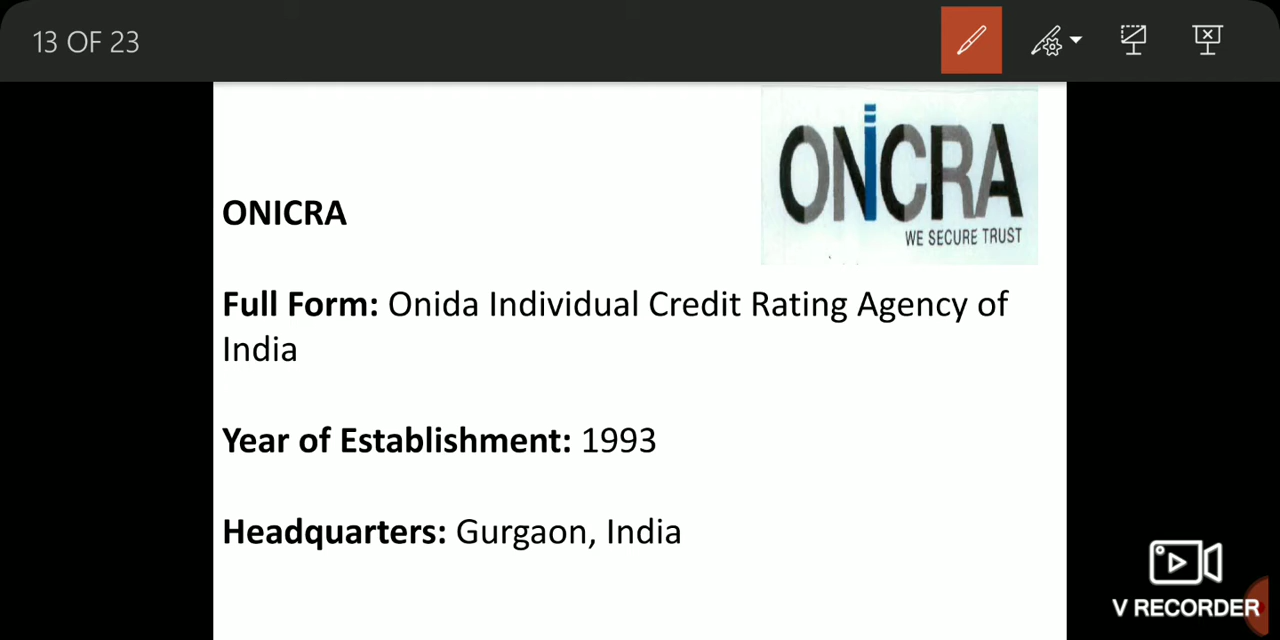 13 OF 23
ONiCRA
WE SECURE TRUST
ONICRA
Full Form: Onida Individual Credit Rating Agency of
India
Year of Establishment: 1993
Headquarters: Gurgaon, India
V RECORDER